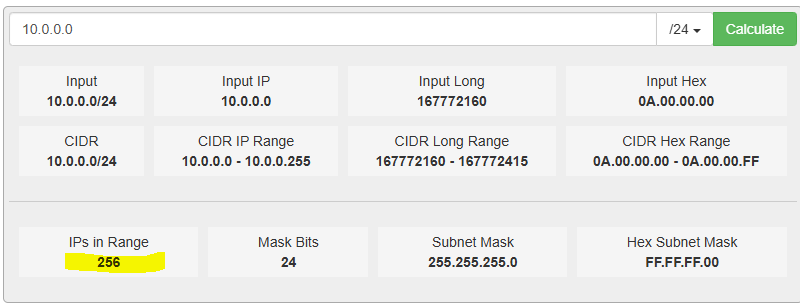 10.0.0.0
/24
Calculate
Input
10.0.0.0/24
Input IP
10.0.0.0
Input Long
167772160
Input Hex
0A.00.00.00
CIDR
10.0.0.0/24
CIDR IP Range
10.0.0.0 - 10.0.0.255
CIDR Long Range
167772160 - 167772415
CIDR Hex Range
0A.00.00.00 - 0A.00.00.FF
IPs in Range
256
Mask Bits
24
Subnet Mask
255.255.255.0
Hex Subnet Mask
FF.FF.FF.00